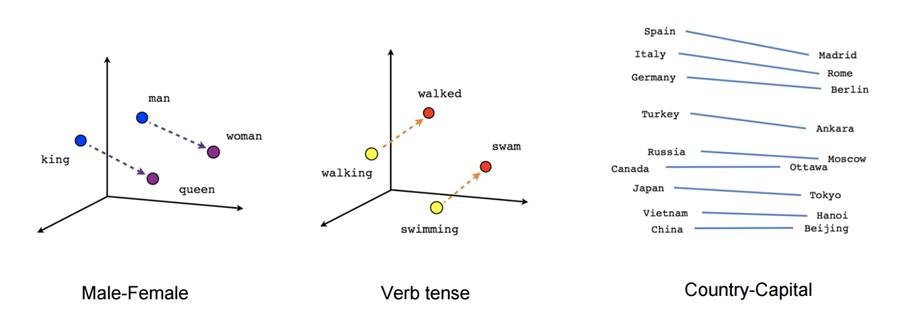 man
king
woman
queen
Male-Female
walked
walking
swam
swimming
Verb tense
Spain
Madrid
Italy
Rome
Germany
Berlin
Turkey
Ankara
Russia
Moscow
Canada
Ottawa
Japan
Tokyo
Vietnam
Hanoi
China
Beijing
Country-Capital